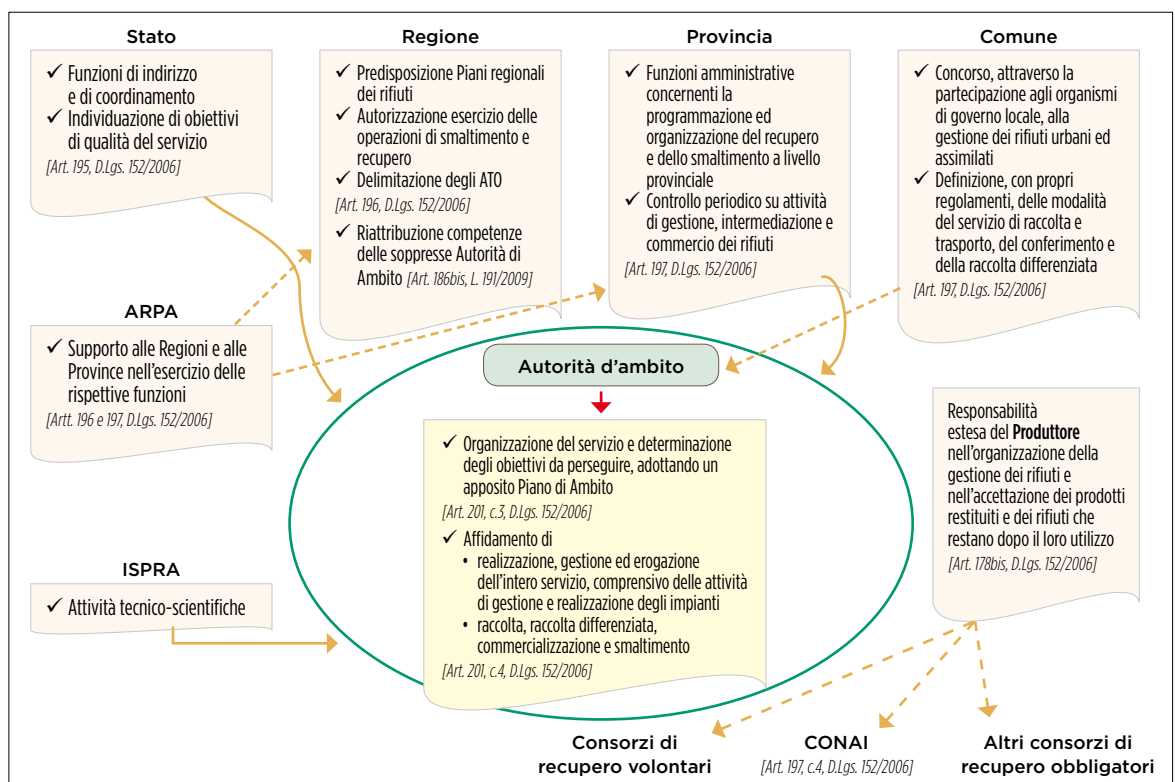 Stato
✓ Funzioni di indirizzo
e di coordinamento
✓ Individuazione di obiettivi
di qualità del servizio
[Art. 195, D.Lgs. 152/2006]
Regione
✓ Predisposizione Piani regionali
dei rifiuti
✓ Autorizzazione esercizio delle
operazioni di smaltimento e
recupero
✓ Delimitazione degli ATO
[Art. 196, D.Lgs. 152/2006]
✓ Riattribuzione competenze
delle soppresse Autorità di
Ambito [Art. 186bis, L. 191/2009]
Provincia
✓ Funzioni amministrative
concernenti la
programmazione ed
organizzazione del recupero
e dello smaltimento a livello
provinciale
✓ Controllo periodico su attività
di gestione, intermediazione e
commercio dei rifiuti
[Art. 197, D.Lgs. 152/2006]
Comune
✓ Concorso, attraverso la
partecipazione agli organismi
di governo locale, alla
gestione dei rifiuti urbani ed
assimilati
✓ Definizione, con propri
regolamenti, delle modalità
del servizio di raccolta e
trasporto, del conferimento e
della raccolta differenziata
[Art. 197, D.Lgs. 152/2006]
ARPA
✓ Supporto alle Regioni e alle
Province nell'esercizio delle
rispettive funzioni
[Artt. 196 e 197, D.Lgs. 152/2006]
Autorità d'ambito
✓ Organizzazione del servizio e determinazione
degli obiettivi da perseguire, adottando un
apposito Piano di Ambito
[Art. 201, c.3, D.Lgs. 152/2006]
✓ Affidamento di
• realizzazione, gestione ed erogazione
dell'intero servizio, comprensivo delle attività
di gestione e realizzazione degli impianti
• raccolta, raccolta differenziata,
commercializzazione e smaltimento
[Art. 201, c.4, D.Lgs. 152/2006]
Responsabilità
estesa del Produttore
nell'organizzazione della
gestione dei rifiuti e
nell'accettazione dei prodotti
restituiti e dei rifiuti che
restano dopo il loro utilizzo
[Art. 178bis, D.Lgs. 152/2006]
ISPRA
✓ Attività tecnico-scientifiche
Consorzi di
recupero volontari
CONAI
[Art. 197, c.4, D.Lgs. 152/2006]
Altri consorzi di
recupero obbligatori